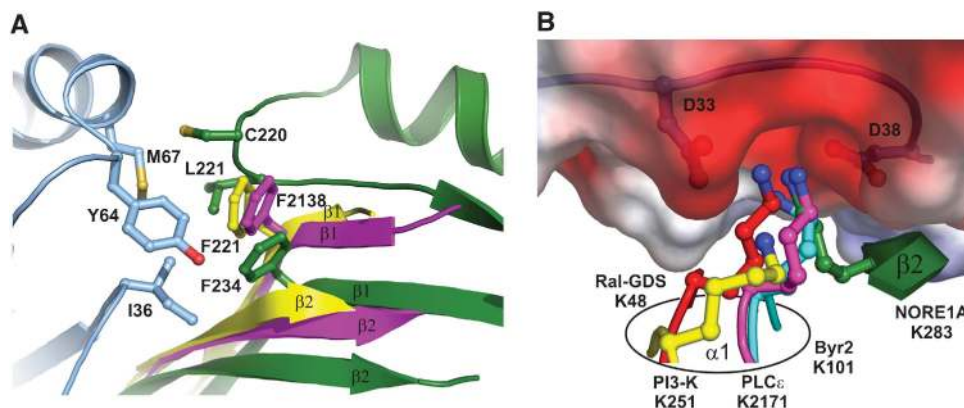 A
C220
M67
L221
F2138
Y64
β1
β1
F221
F234
I36
β2
β1
β2
β2
B
D33
D38
β2
Ral-GDS
K48
NORE1A
K283
α1
Byr2
K101
PI3-K
K251
PLCε
K2171